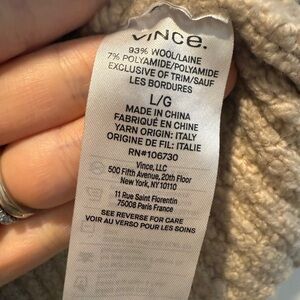 VINCE.
93% WOOL/LAINE
7% POLYAMIDE/POLYAMIDE
EXCLUSIVE OF TRIM/SAUF
LES BORDURES
L/G
MADE IN CHINA
FABRIQUÉ EN CHINE
YARN ORIGIN: ITALY
ORIGINE DE FIL: ITALIE
RN#106730
Vince, LLC
500 Fifth Avenue, 20th Floor
New York, NY 10110
11 Rue Saint Florentin
75008 Paris France
SEE REVERSE FOR CARE
VOIR AU VERSO POUR LES SOINS